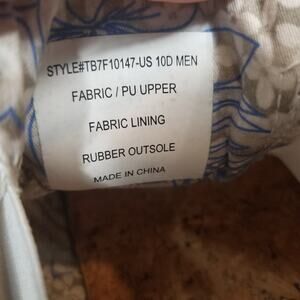 STYLE#TB7F10147-US 10D MEN
FABRIC / PU UPPER
FABRIC LINING
RUBBER OUTSOLE
MADE IN CHINA